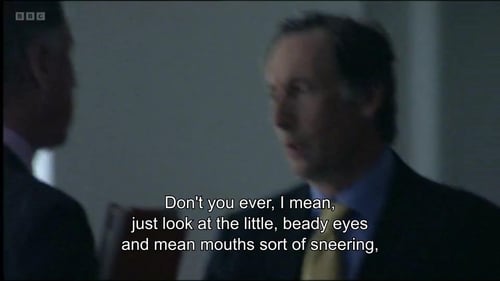 BBC
Don't you ever, I mean,
just look at the little, beady eyes
and mean mouths sort of sneering,